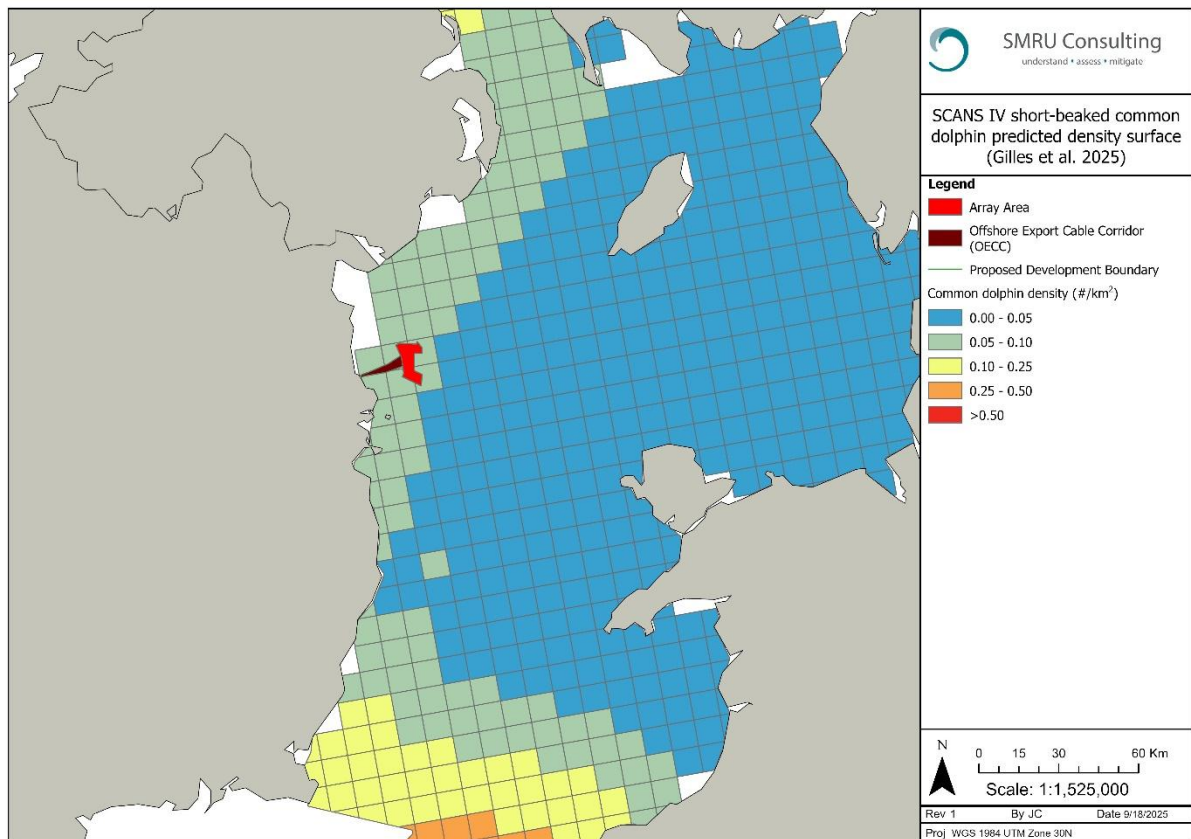 SMRU Consulting
understand • assess • mitigate
SCANS IV short-beaked common
dolphin predicted density surface
(Gilles et al. 2025)
Legend
Array Area
Offshore Export Cable Corridor
(OECC)
Proposed Development Boundary
Common dolphin density (#/km²)
0.00 - 0.05
0.05 - 0.10
0.10 - 0.25
0.25 - 0.50
>0.50
N
0 15 30 60 Km
Scale: 1:1,525,000
Rev 1 By JC Date 9/18/2025
Proj WGS 1984 UTM Zone 30N